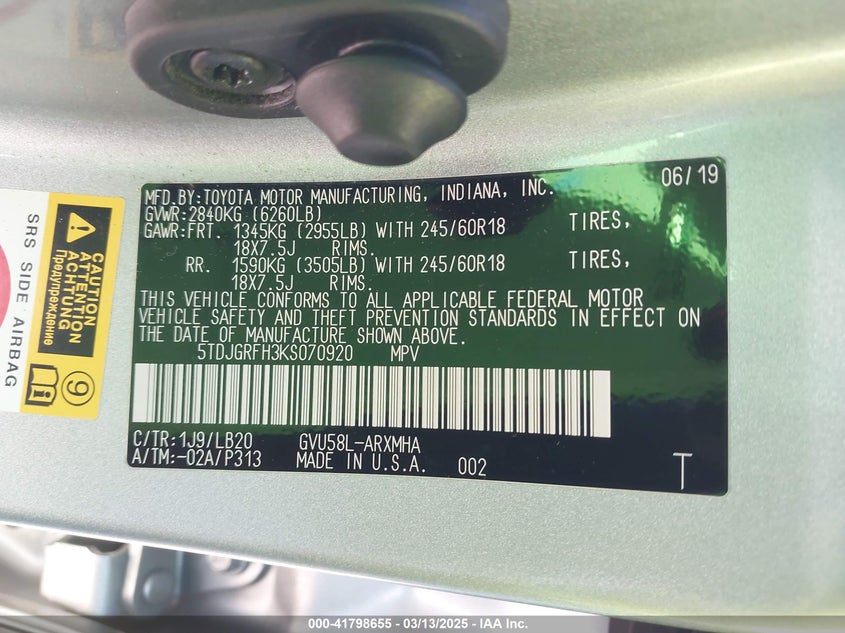 MFD.BY:TOYOTA MOTOR MANUFACTURING, INDIANA, INC. 06/19
GVWR:2840KG (6260LB)
GAWR:FRT. 1345KG (2955LB) WITH 245/60R18 TIRES,
18X7.5J RIMS.
RR. 1590KG (3505LB) WITH 245/60R18 TIRES,
18X7.5J RIMS.
THIS VEHICLE CONFORMS TO ALL APPLICABLE FEDERAL MOTOR
VEHICLE SAFETY AND THEFT PREVENTION STANDARDS IN EFFECT ON
THE DATE OF MANUFACTURE SHOWN ABOVE.
5TDJGRFH3KS070920 MPV
C/TR:1J9/LB20 GVU58L-ARXMHA
A/TM:-02A/P313 MADE IN U.S.A. 002
T
CAUTION
ATTENTION
ACHTUNG
Предупреждение
SRS SIDE AIRBAG
9
000-41798655 - 03/13/2025 - IAA Inc.